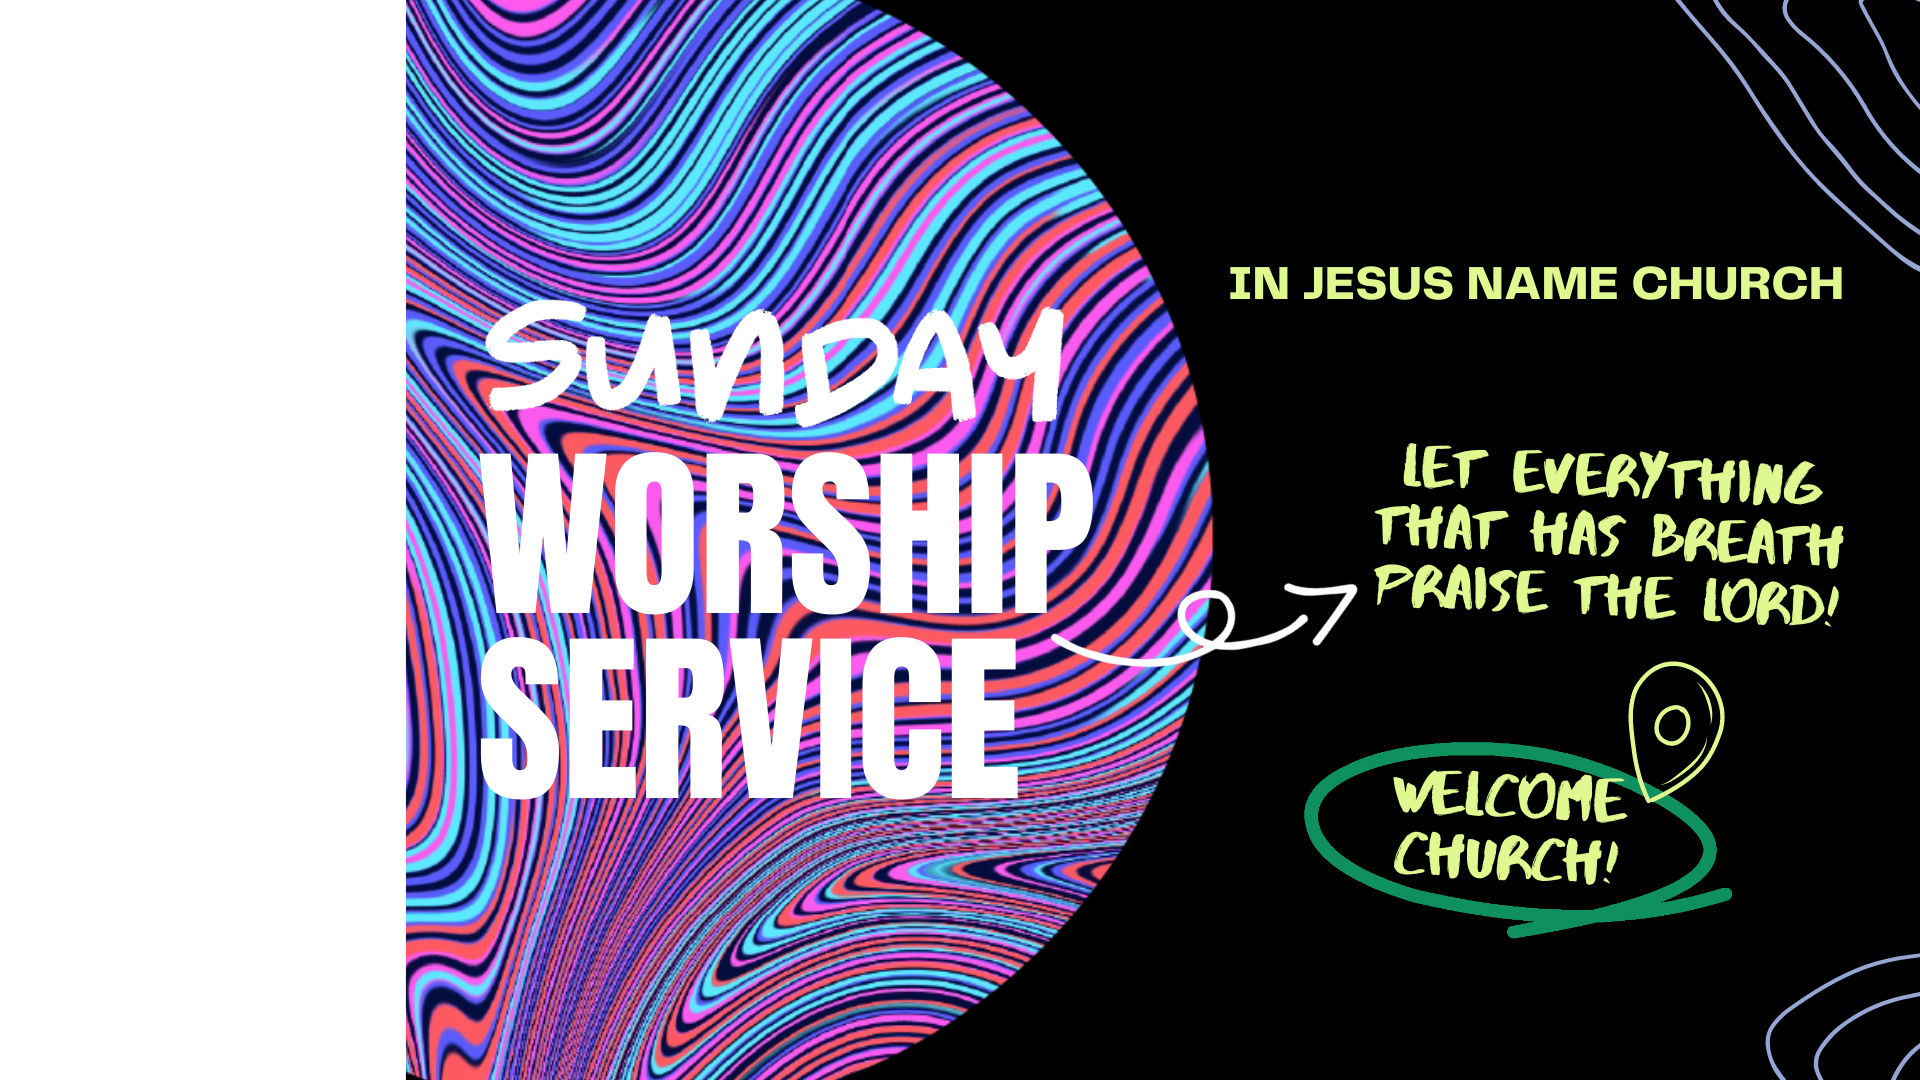 SUNDAY
WORSHIP
SERVICE
IN JESUS NAME CHURCH
LET EVERYTHING
THAT HAS BREATH
PRAISE THE LORD!
WELCOME
CHURCH!